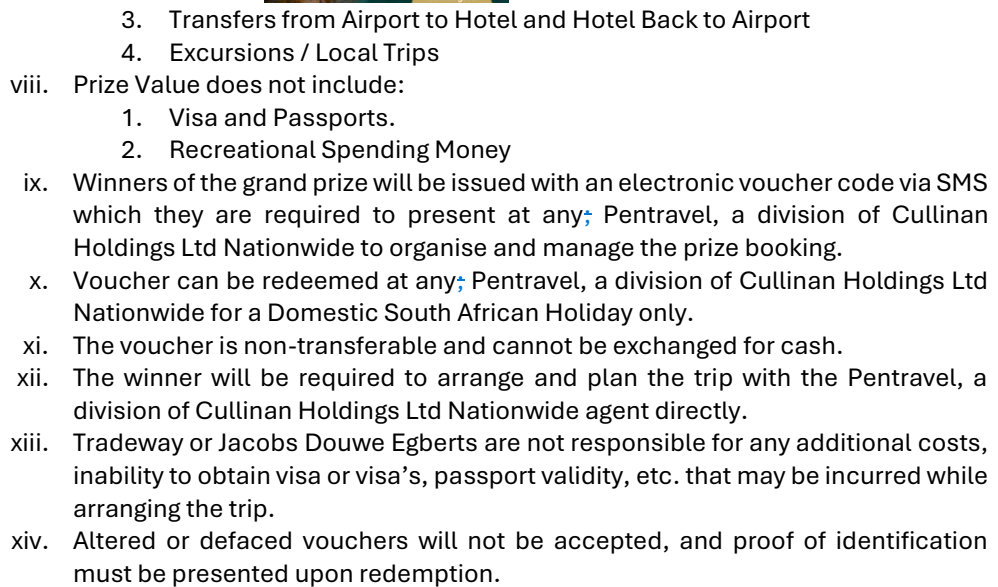 3. Transfers from Airport to Hotel and Hotel Back to Airport
4. Excursions / Local Trips
viii. Prize Value does not include:
1. Visa and Passports.
2. Recreational Spending Money
ix. Winners of the grand prize will be issued with an electronic voucher code via SMS
which they are required to present at any; Pentravel, a division of Cullinan
Holdings Ltd Nationwide to organise and manage the prize booking.
x. Voucher can be redeemed at any; Pentravel, a division of Cullinan Holdings Ltd
Nationwide for a Domestic South African Holiday only.
xi. The voucher is non-transferable and cannot be exchanged for cash.
xii. The winner will be required to arrange and plan the trip with the Pentravel, a
division of Cullinan Holdings Ltd Nationwide agent directly.
xiii. Tradeway or Jacobs Douwe Egberts are not responsible for any additional costs,
inability to obtain visa or visa’s, passport validity, etc. that may be incurred while
arranging the trip.
xiv. Altered or defaced vouchers will not be accepted, and proof of identification
must be presented upon redemption.